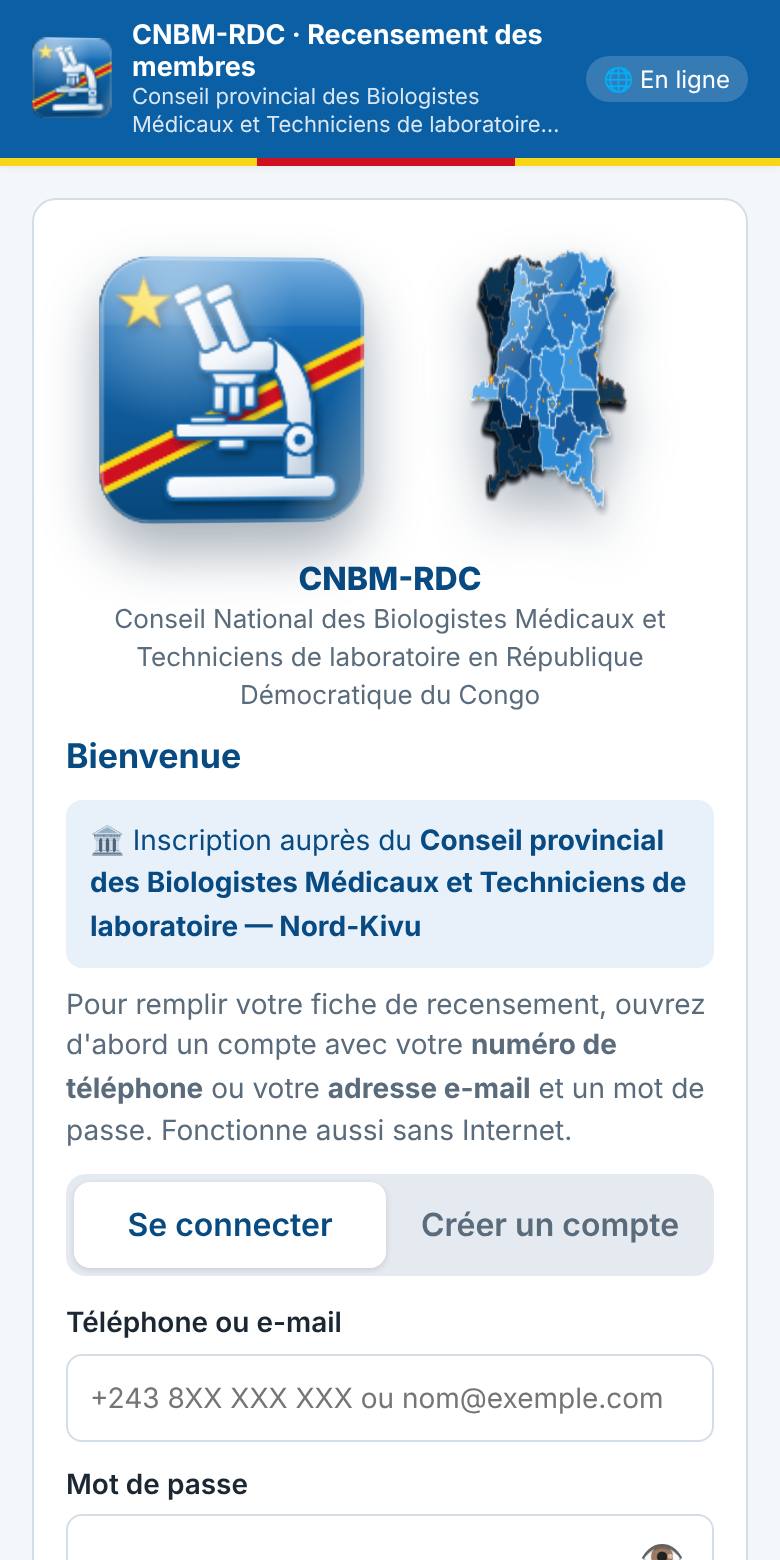 CNBM-RDC · Recensement des
membres
Conseil provincial des Biologistes
Médicaux et Techniciens de laboratoire...
🌐 En ligne
CNBM-RDC
Conseil National des Biologistes Médicaux et
Techniciens de laboratoire en République
Démocratique du Congo
Bienvenue
🏛️ Inscription auprès du Conseil provincial
des Biologistes Médicaux et Techniciens de
laboratoire — Nord-Kivu
Pour remplir votre fiche de recensement, ouvrez
d'abord un compte avec votre numéro de
téléphone ou votre adresse e-mail et un mot de
passe. Fonctionne aussi sans Internet.
Se connecter
Créer un compte
Téléphone ou e-mail
+243 8XX XXX XXX ou nom@exemple.com
Mot de passe